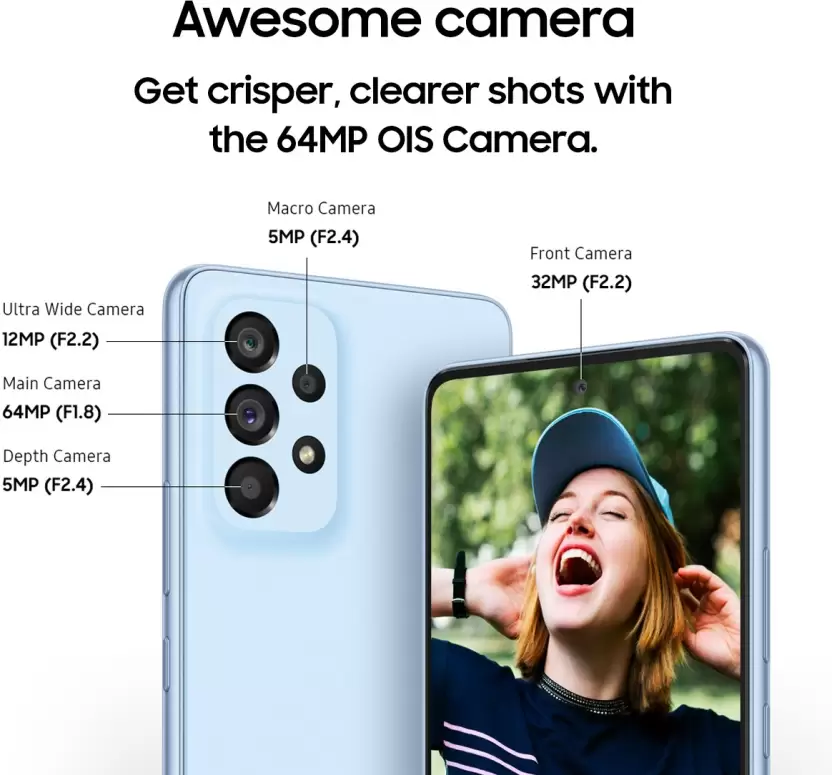 Awesome camera
Get crisper, clearer shots with
the 64MP OIS Camera.
Macro Camera
5MP (F2.4)
Front Camera
32MP (F2.2)
Ultra Wide Camera
12MP (F2.2)
Main Camera
64MP (F1.8)
Depth Camera
5MP (F2.4)